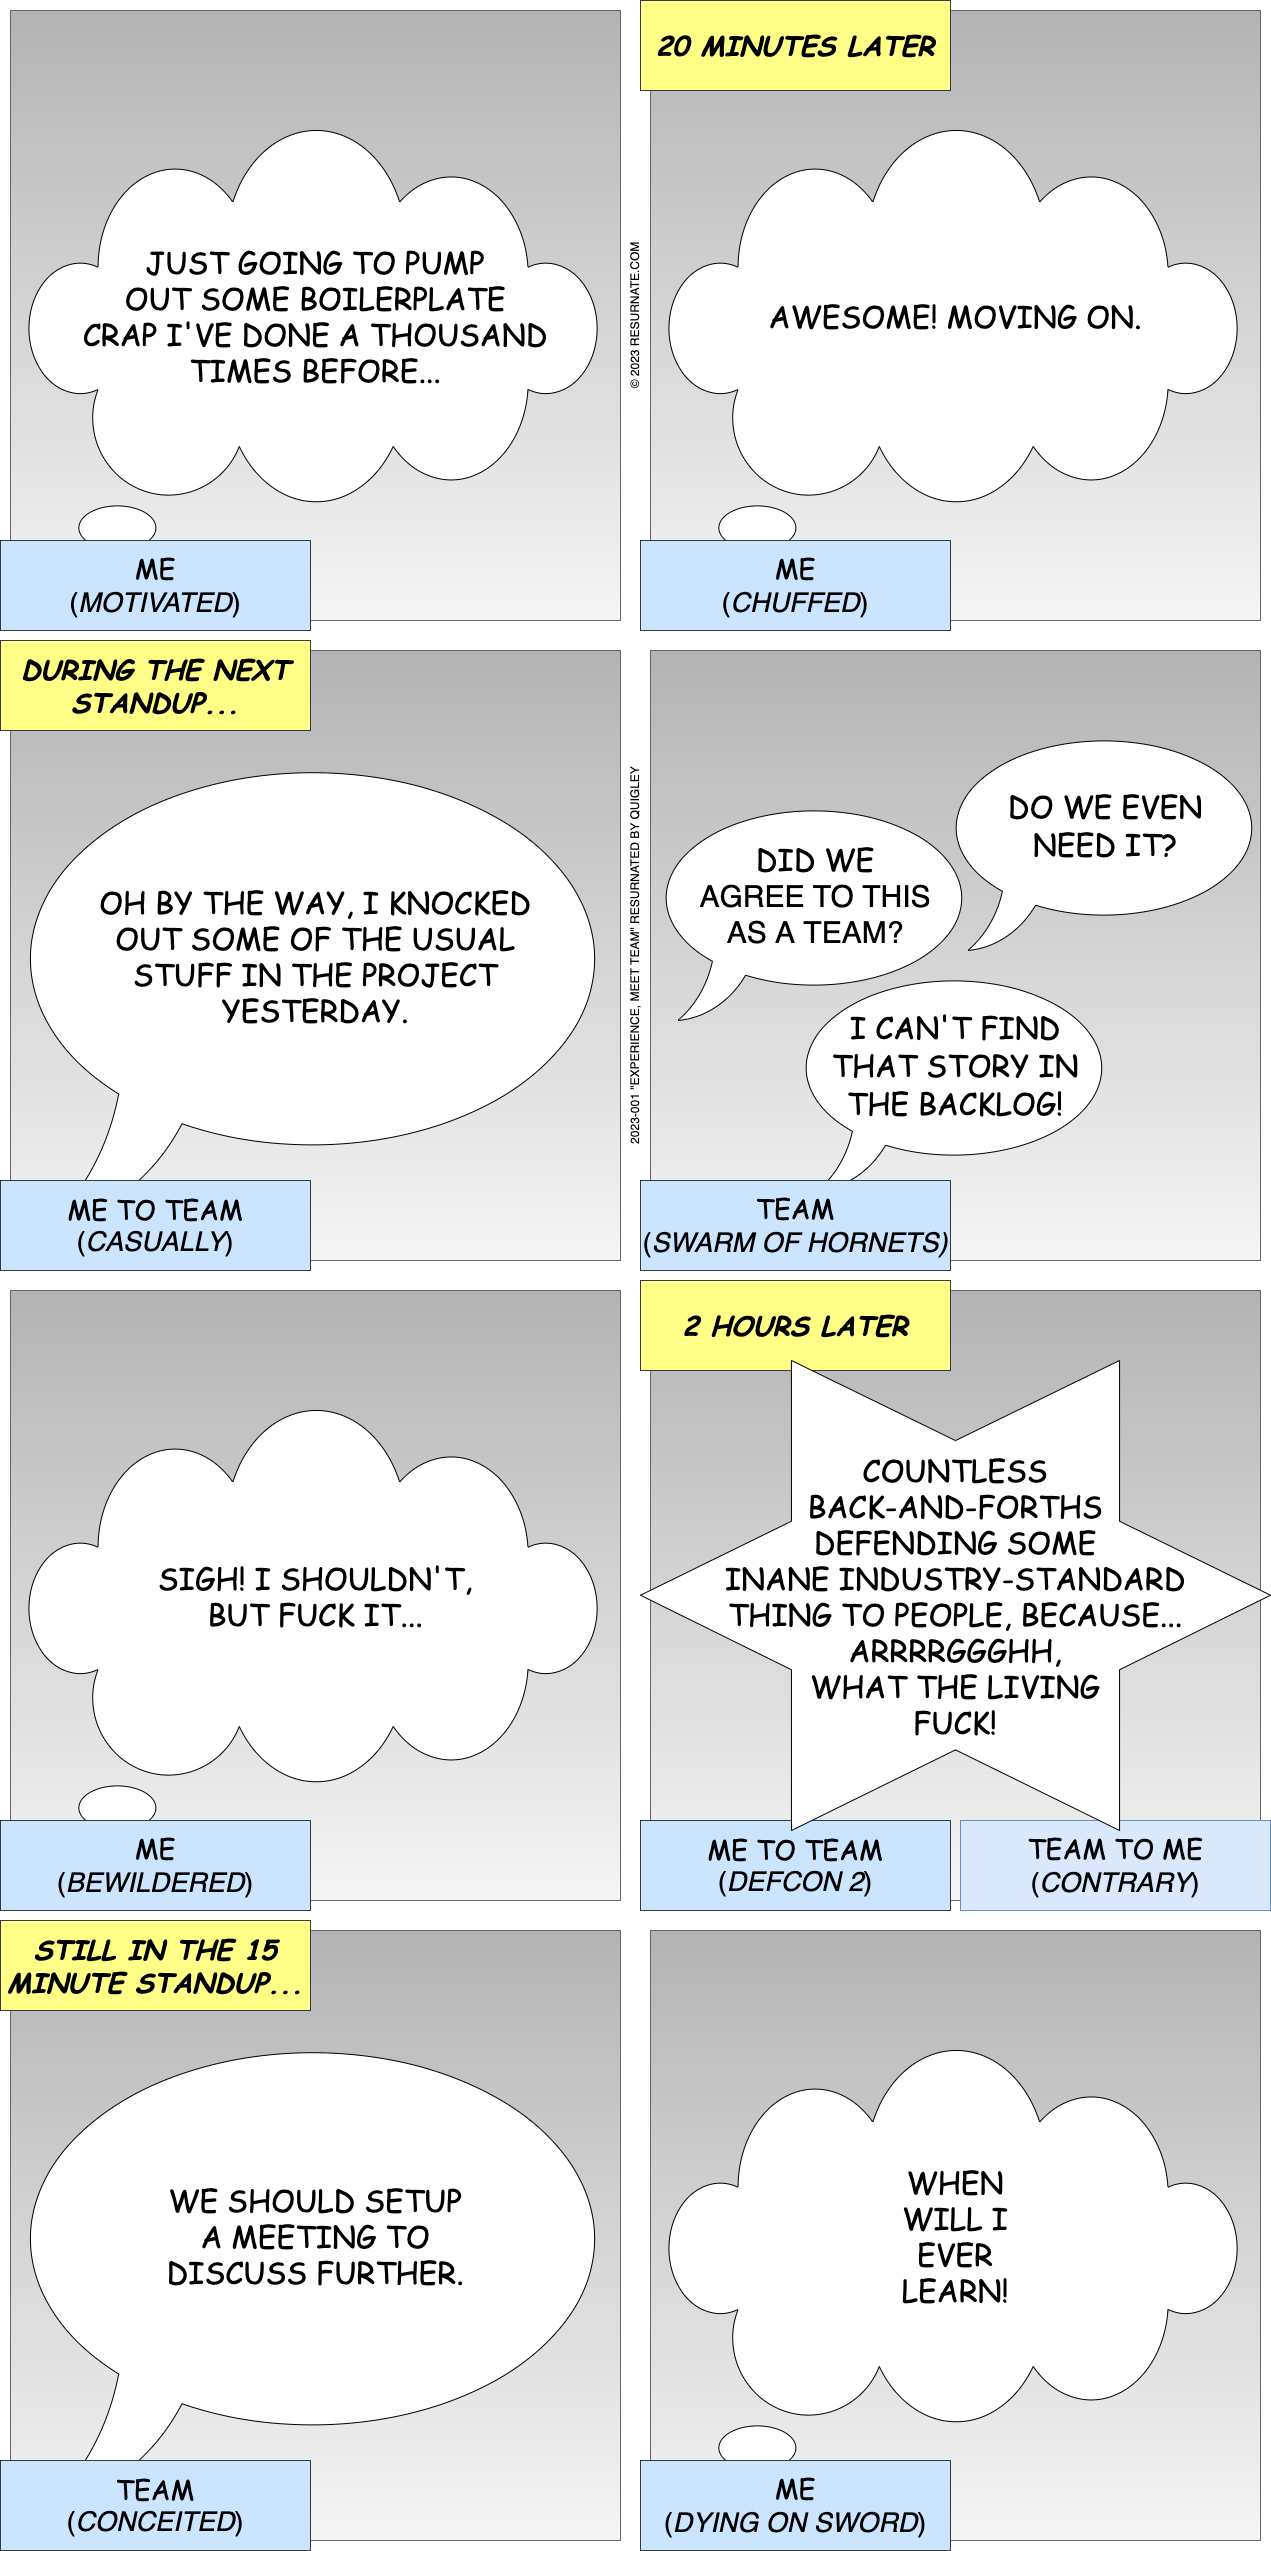 JUST GOING TO PUMP
OUT SOME BOILERPLATE
CRAP I'VE DONE A THOUSAND
TIMES BEFORE...
ME
(MOTIVATED)
20 MINUTES LATER
AWESOME! MOVING ON.
ME
(CHUFFED)
© 2023 RESURNATE.COM
DURING THE NEXT
STANDUP...
OH BY THE WAY, I KNOCKED
OUT SOME OF THE USUAL
STUFF IN THE PROJECT
YESTERDAY.
ME TO TEAM
(CASUALLY)
2023-001 "EXPERIENCE, MEET TEAM" RESURNATED BY QUIGLEY
DID WE
AGREE TO THIS
AS A TEAM?
DO WE EVEN
NEED IT?
I CAN'T FIND
THAT STORY IN
THE BACKLOG!
TEAM
(SWARM OF HORNETS)
SIGH! I SHOULDN'T,
BUT FUCK IT...
ME
(BEWILDERED)
2 HOURS LATER
COUNTLESS
BACK-AND-FORTHS
DEFENDING SOME
INANE INDUSTRY-STANDARD
THING TO PEOPLE, BECAUSE...
ARRRRGGGHH,
WHAT THE LIVING
FUCK!
ME TO TEAM
(DEFCON 2)
TEAM TO ME
(CONTRARY)
STILL IN THE 15
MINUTE STANDUP...
WE SHOULD SETUP
A MEETING TO
DISCUSS FURTHER.
TEAM
(CONCEITED)
WHEN
WILL I
EVER
LEARN!
ME
(DYING ON SWORD)